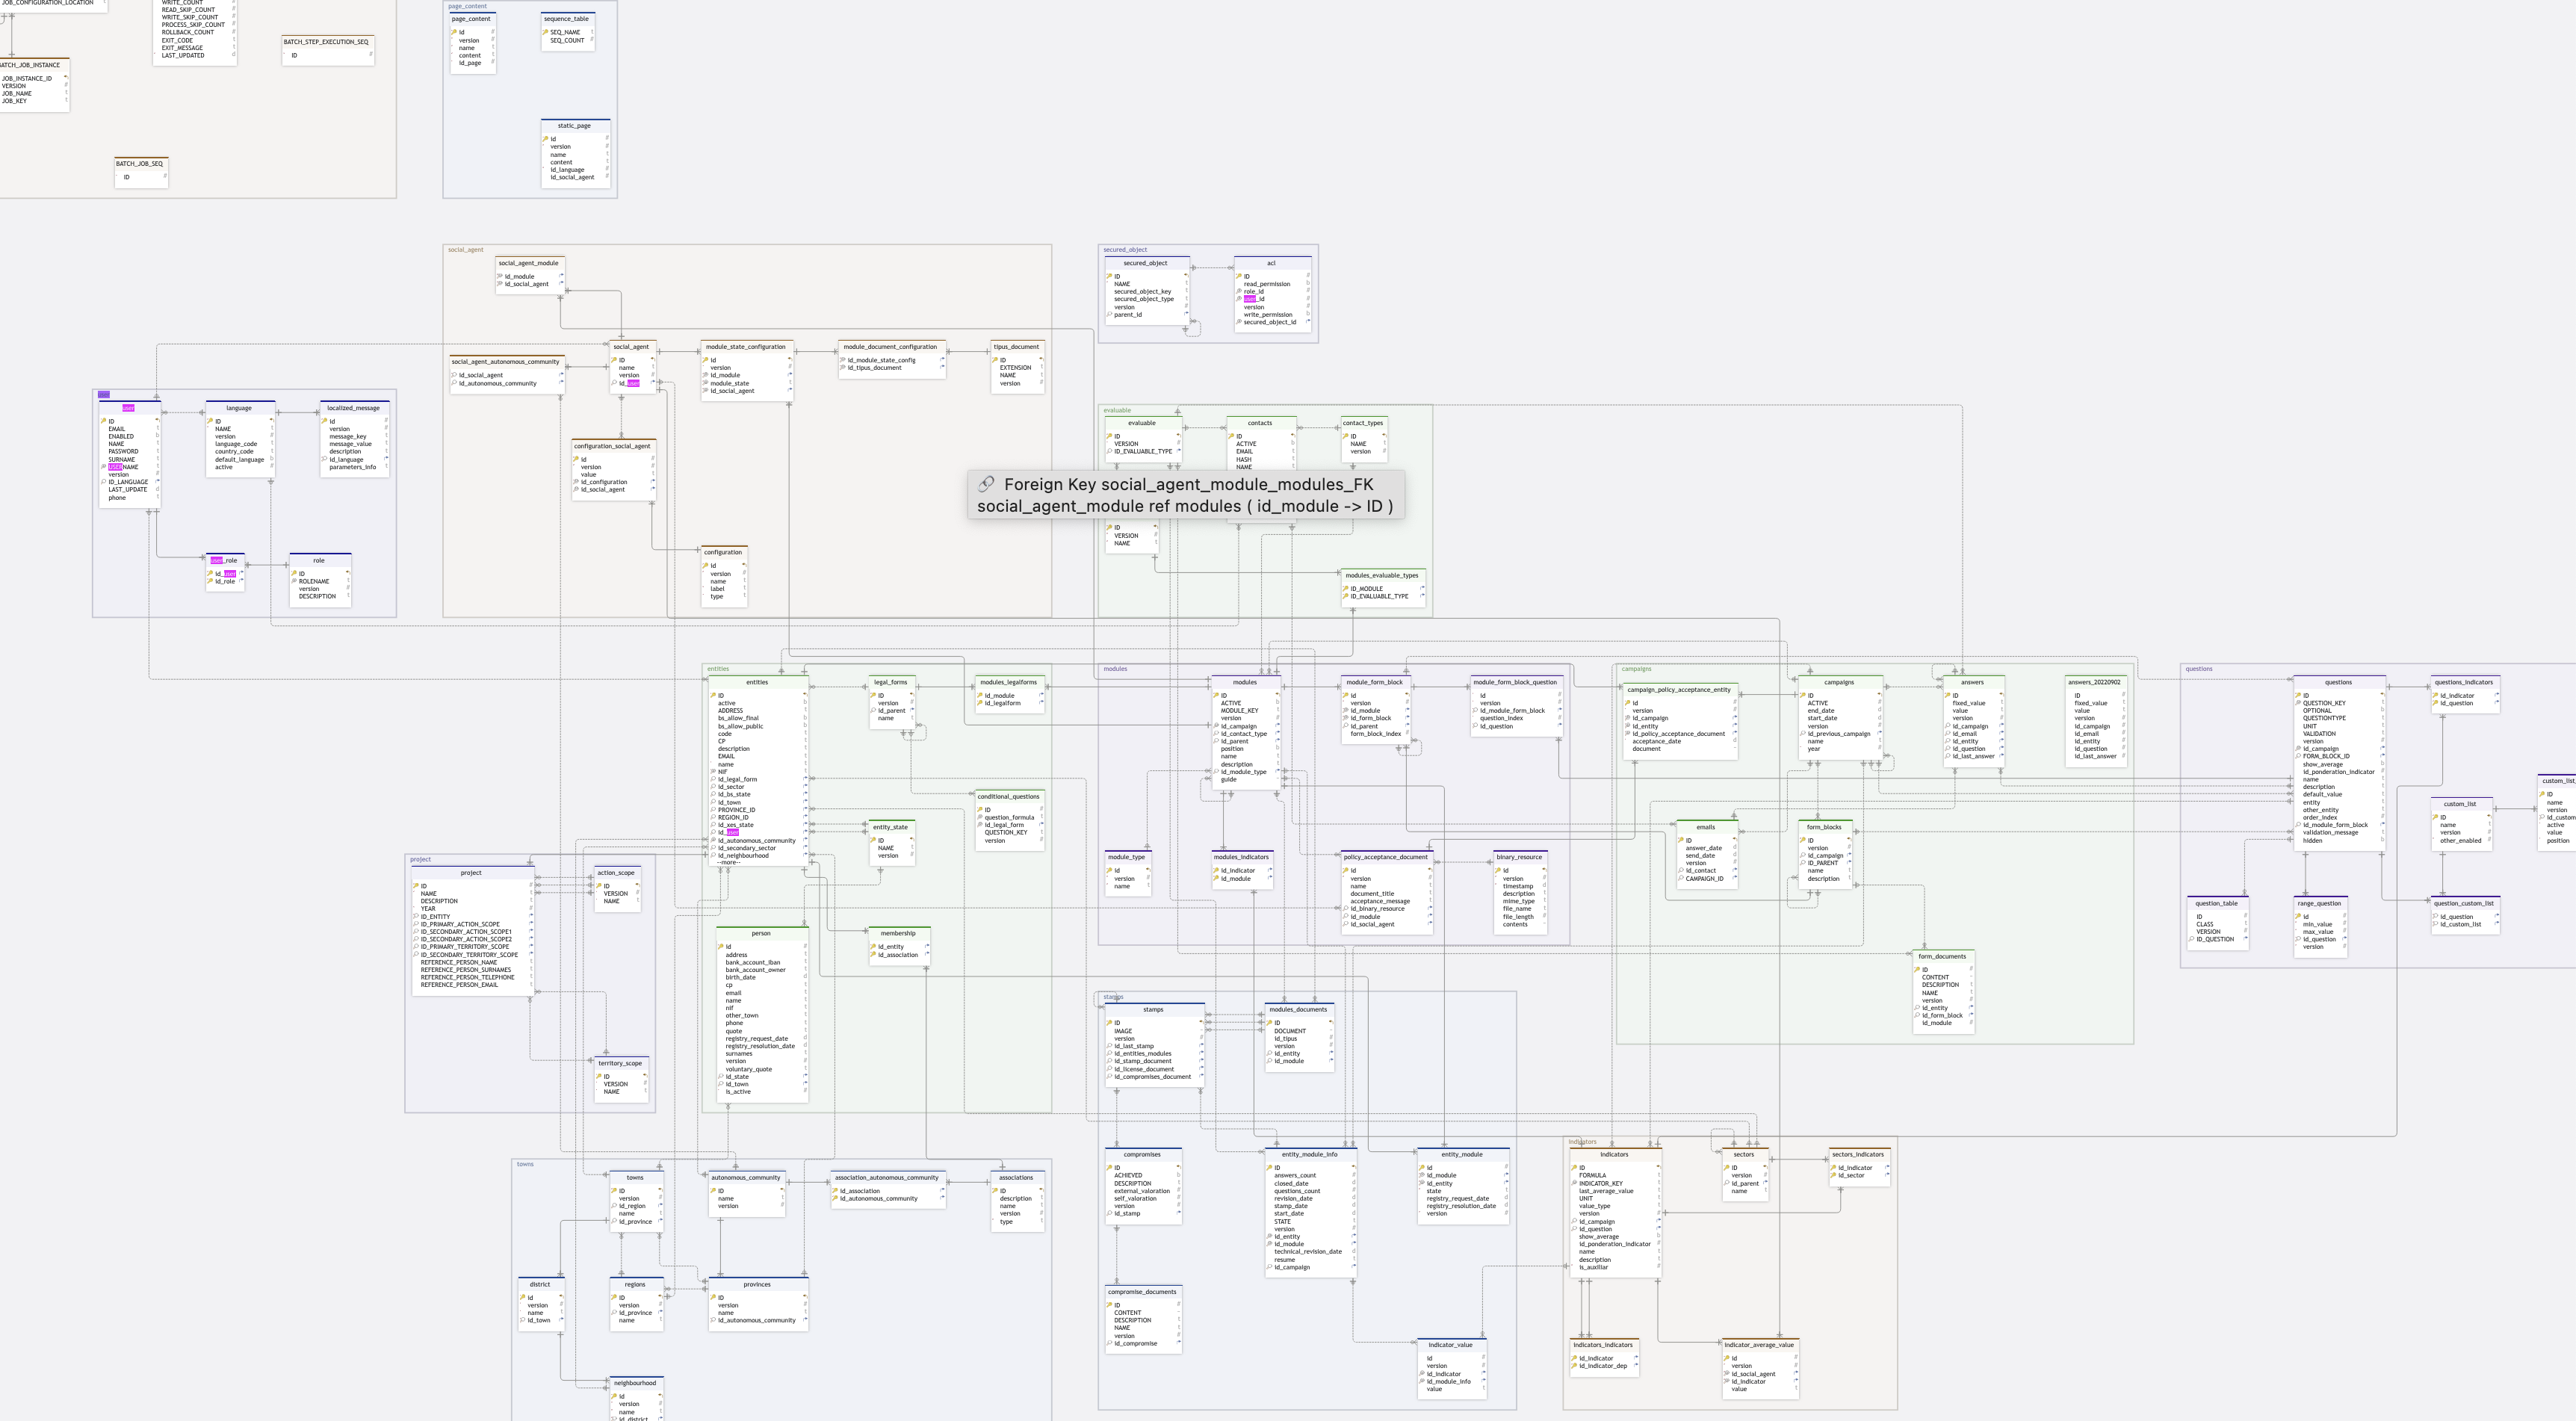 JOB_CONFIGURATION_LOCATION
WRITE_COUNT
READ_SKIP_COUNT
WRITE_SKIP_COUNT
PROCESS_SKIP_COUNT
ROLLBACK_COUNT
EXIT_CODE
EXIT_MESSAGE
LAST_UPDATED
BATCH_STEP_EXECUTION_SEQ
ID
BATCH_JOB_INSTANCE
JOB_INSTANCE_ID
VERSION
JOB_NAME
JOB_KEY
BATCH_JOB_SEQ
ID
page_content
page_content
id
version
name
content
id_page
sequence_table
SEQ_NAME
SEQ_COUNT
static_page
id
version
name
content
id_language
id_social_agent
social_agent
social_agent_module
id_module
id_social_agent
social_agent_autonomous_community
id_social_agent
id_autonomous_community
social_agent
ID
name
version
id_user
module_state_configuration
id
version
id_module
module_state
id_social_agent
module_document_configuration
id_module_state_config
id_tipus_document
tipus_document
ID
EXTENSION
NAME
version
configuration_social_agent
id
version
value
id_configuration
id_social_agent
configuration
id
version
name
label
type
secured_object
secured_object
ID
NAME
secured_object_key
secured_object_type
version
parent_id
acl
ID
read_permission
role_id
user_id
version
write_permission
secured_object_id
user
user
ID
EMAIL
ENABLED
NAME
PASSWORD
SURNAME
USERNAME
version
ID_LANGUAGE
LAST_UPDATE
phone
language
ID
NAME
version
language_code
country_code
default_language
active
localized_message
id
version
message_key
message_value
description
id_language
parameters_info
user_role
id_user
id_role
role
ID
ROLENAME
version
DESCRIPTION
evaluable
evaluable
ID
VERSION
ID_EVALUABLE_TYPE
contacts
ID
ACTIVE
EMAIL
HASH
NAME
contact_types
ID
NAME
version
Foreign Key social_agent_module_modules_FK
social_agent_module ref modules ( id_module -> ID )
ID
VERSION
NAME
modules_evaluable_types
ID_MODULE
ID_EVALUABLE_TYPE
entities
entities
ID
active
ADDRESS
bs_allow_final
bs_allow_public
code
CP
description
EMAIL
name
NIF
id_legal_form
id_sector
id_bs_state
id_town
PROVINCE_ID
REGION_ID
id_xes_state
id_user
id_autonomous_community
id_secondary_sector
id_neighbourhood
--more--
legal_forms
ID
version
id_parent
name
modules_legalforms
id_module
id_legalform
conditional_questions
ID
question_formula
id_legal_form
QUESTION_KEY
version
entity_state
ID
NAME
version
person
id
address
bank_account_iban
bank_account_owner
birth_date
cp
email
name
nif
other_town
phone
quote
registry_request_date
registry_resolution_date
surnames
version
voluntary_quote
id_state
id_town
is_active
membership
id_entity
id_association
project
project
ID
NAME
DESCRIPTION
YEAR
ID_ENTITY
ID_PRIMARY_ACTION_SCOPE
ID_SECONDARY_ACTION_SCOPE1
ID_SECONDARY_ACTION_SCOPE2
ID_PRIMARY_TERRITORY_SCOPE
ID_SECONDARY_TERRITORY_SCOPE
REFERENCE_PERSON_NAME
REFERENCE_PERSON_SURNAMES
REFERENCE_PERSON_TELEPHONE
REFERENCE_PERSON_EMAIL
action_scope
ID
VERSION
NAME
territory_scope
ID
VERSION
NAME
modules
modules
ID
ACTIVE
MODULE_KEY
version
id_campaign
id_contact_type
id_parent
position
name
description
id_module_type
guide
module_form_block
id
version
id_module
id_form_block
id_parent
form_block_index
module_form_block_question
id
version
id_module_form_block
question_index
id_question
module_type
id
version
name
modules_indicators
id_indicator
id_module
policy_acceptance_document
id
version
name
document_title
acceptance_message
id_binary_resource
id_module
id_social_agent
binary_resource
id
version
timestamp
description
mime_type
file_name
file_length
contents
campaigns
campaign_policy_acceptance_entity
id
version
id_campaign
id_entity
id_policy_acceptance_document
acceptance_date
document
campaigns
ID
ACTIVE
end_date
start_date
version
id_previous_campaign
name
year
answers
ID
fixed_value
value
version
id_campaign
id_email
id_entity
id_question
id_last_answer
answers_20220902
ID
fixed_value
value
version
id_campaign
id_email
id_entity
id_question
id_last_answer
emails
ID
answer_date
send_date
version
id_contact
CAMPAIGN_ID
form_blocks
ID
version
id_campaign
ID_PARENT
name
description
form_documents
ID
CONTENT
DESCRIPTION
NAME
version
id_entity
id_form_block
id_module
questions
questions
ID
QUESTION_KEY
OPTIONAL
QUESTIONTYPE
UNIT
VALIDATION
version
id_campaign
FORM_BLOCK_ID
show_average
id_ponderation_indicator
name
description
default_value
entity
other_entity
order_index
id_module_form_block
validation_message
hidden
questions_indicators
id_indicator
id_question
custom_list
ID
name
version
other_enabled
custom_list_
ID
name
version
id_custom
active
value
position
question_table
ID
CLASS
VERSION
ID_QUESTION
range_question
id
min_value
max_value
id_question
version
question_custom_list
id_question
id_custom_list
stamps
stamps
ID
IMAGE
version
id_last_stamp
id_entities_modules
id_stamp_document
id_license_document
id_compromises_document
modules_documents
ID
DOCUMENT
id_tipus
version
id_entity
id_module
compromises
ID
ACHIEVED
DESCRIPTION
external_valoration
self_valoration
version
id_stamp
entity_module_info
ID
answers_count
closed_date
questions_count
revision_date
stamp_date
start_date
STATE
version
id_entity
id_module
technical_revision_date
resume
id_campaign
entity_module
id
id_module
id_entity
state
registry_request_date
registry_resolution_date
version
compromise_documents
ID
CONTENT
DESCRIPTION
NAME
version
id_compromise
indicator_value
id
version
id_indicator
id_module_info
value
indicators
indicators
ID
FORMULA
INDICATOR_KEY
last_average_value
UNIT
value_type
version
id_campaign
id_question
show_average
id_ponderation_indicator
name
description
is_auxiliar
sectors
ID
version
id_parent
name
sectors_indicators
id_indicator
id_sector
indicators_indicators
id_indicator
id_indicator_dep
indicator_average_value
id
version
id_social_agent
id_indicator
value
towns
towns
ID
version
id_region
name
id_province
autonomous_community
ID
name
version
association_autonomous_community
id_association
id_autonomous_community
associations
ID
description
name
version
type
district
id
version
name
id_town
regions
ID
version
id_province
name
provinces
ID
version
name
id_autonomous_community
neighbourhood
id
version
name
id_district